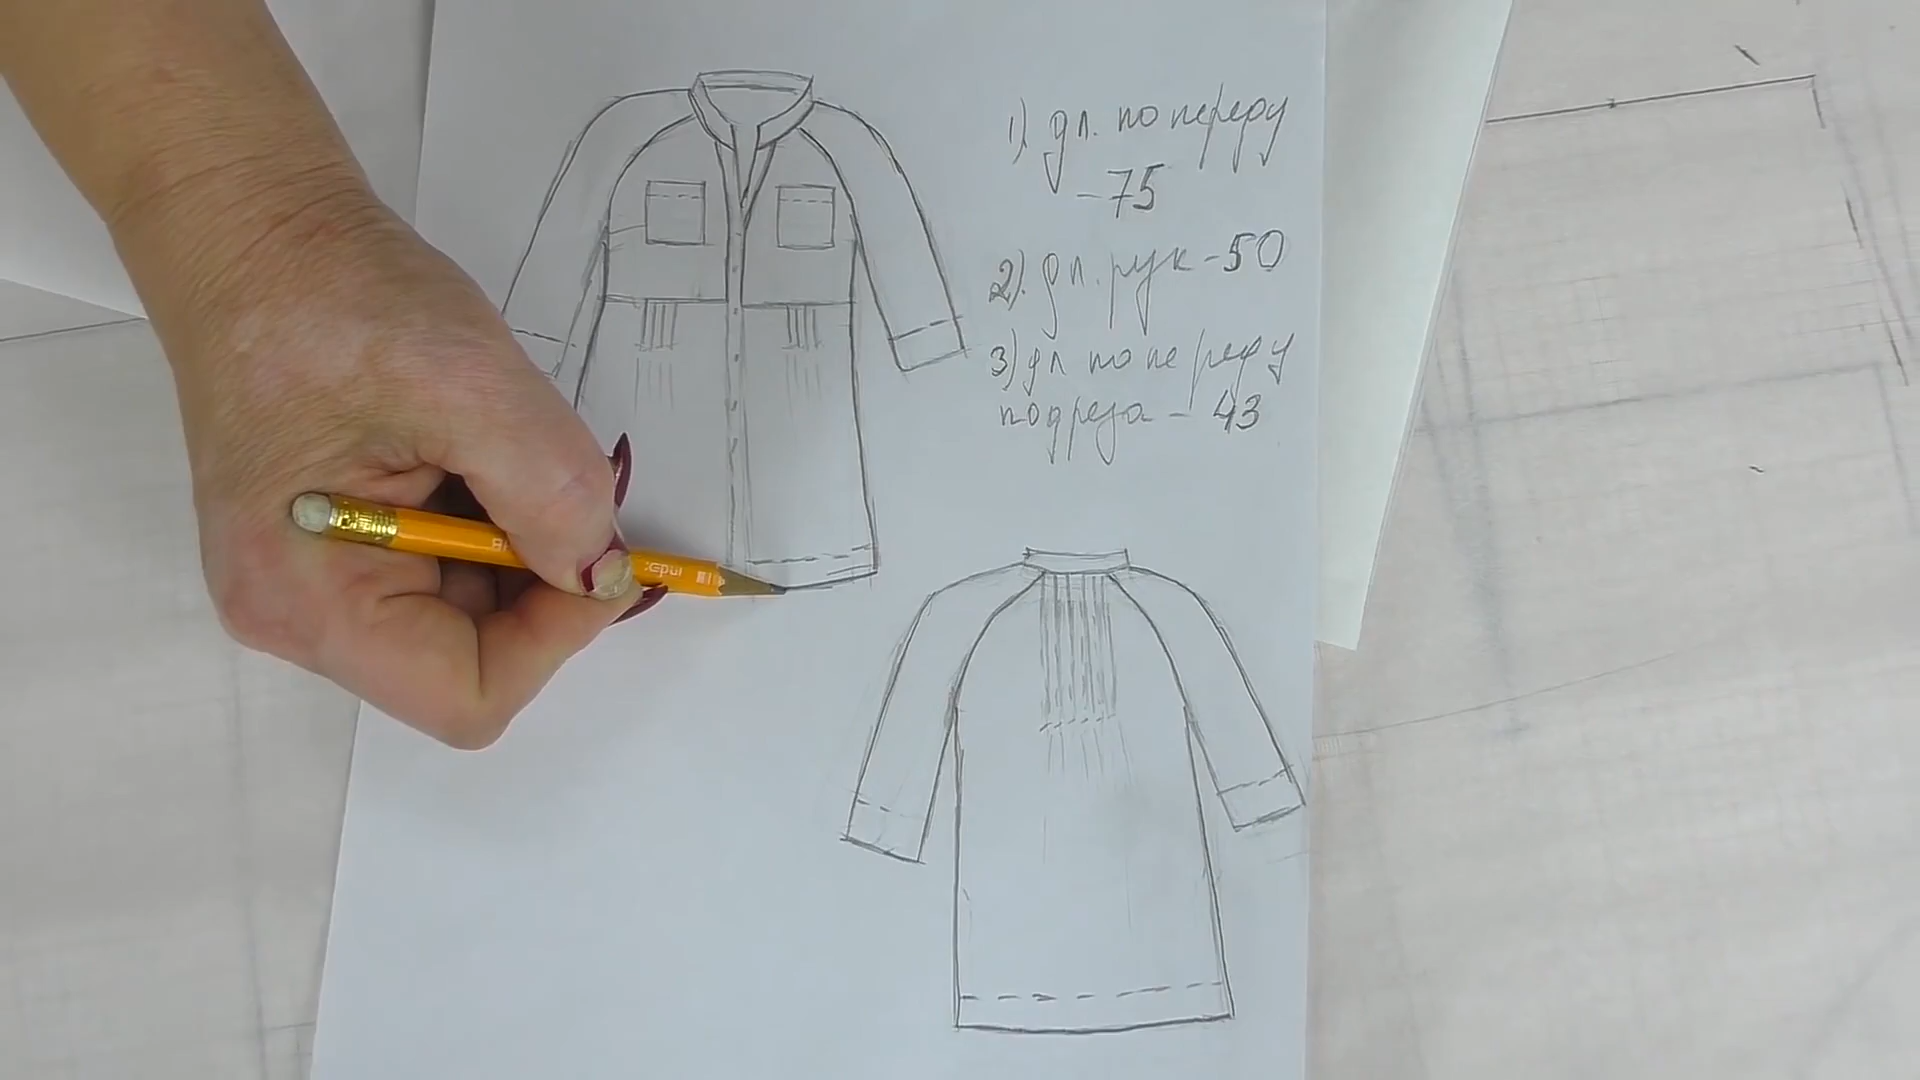 1) дл. по переду
- 75
2). дл. рук - 50
3) дл по переду
подреза - 43